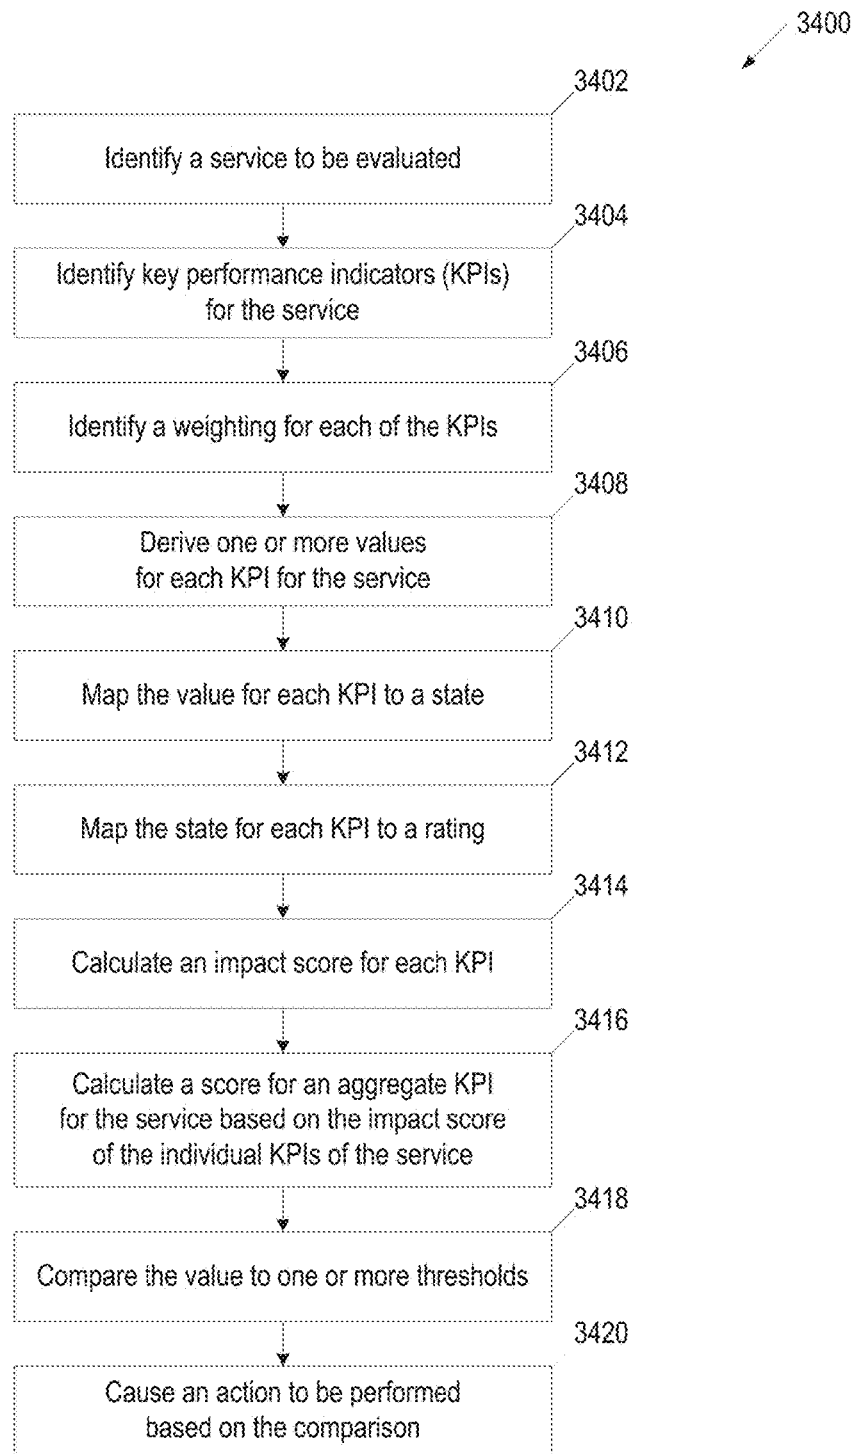 3400
3402
Identify a service to be evaluated
3404
Identify key performance indicators (KPIs)
for the service
3406
Identify a weighting for each of the KPIs
3408
Derive one or more values
for each KPI for the service
3410
Map the value for each KPI to a state
3412
Map the state for each KPI to a rating
3414
Calculate an impact score for each KPI
3416
Calculate a score for an aggregate KPI
for the service based on the impact score
of the individual KPIs of the service
3418
Compare the value to one or more thresholds
3420
Cause an action to be performed
based on the comparison